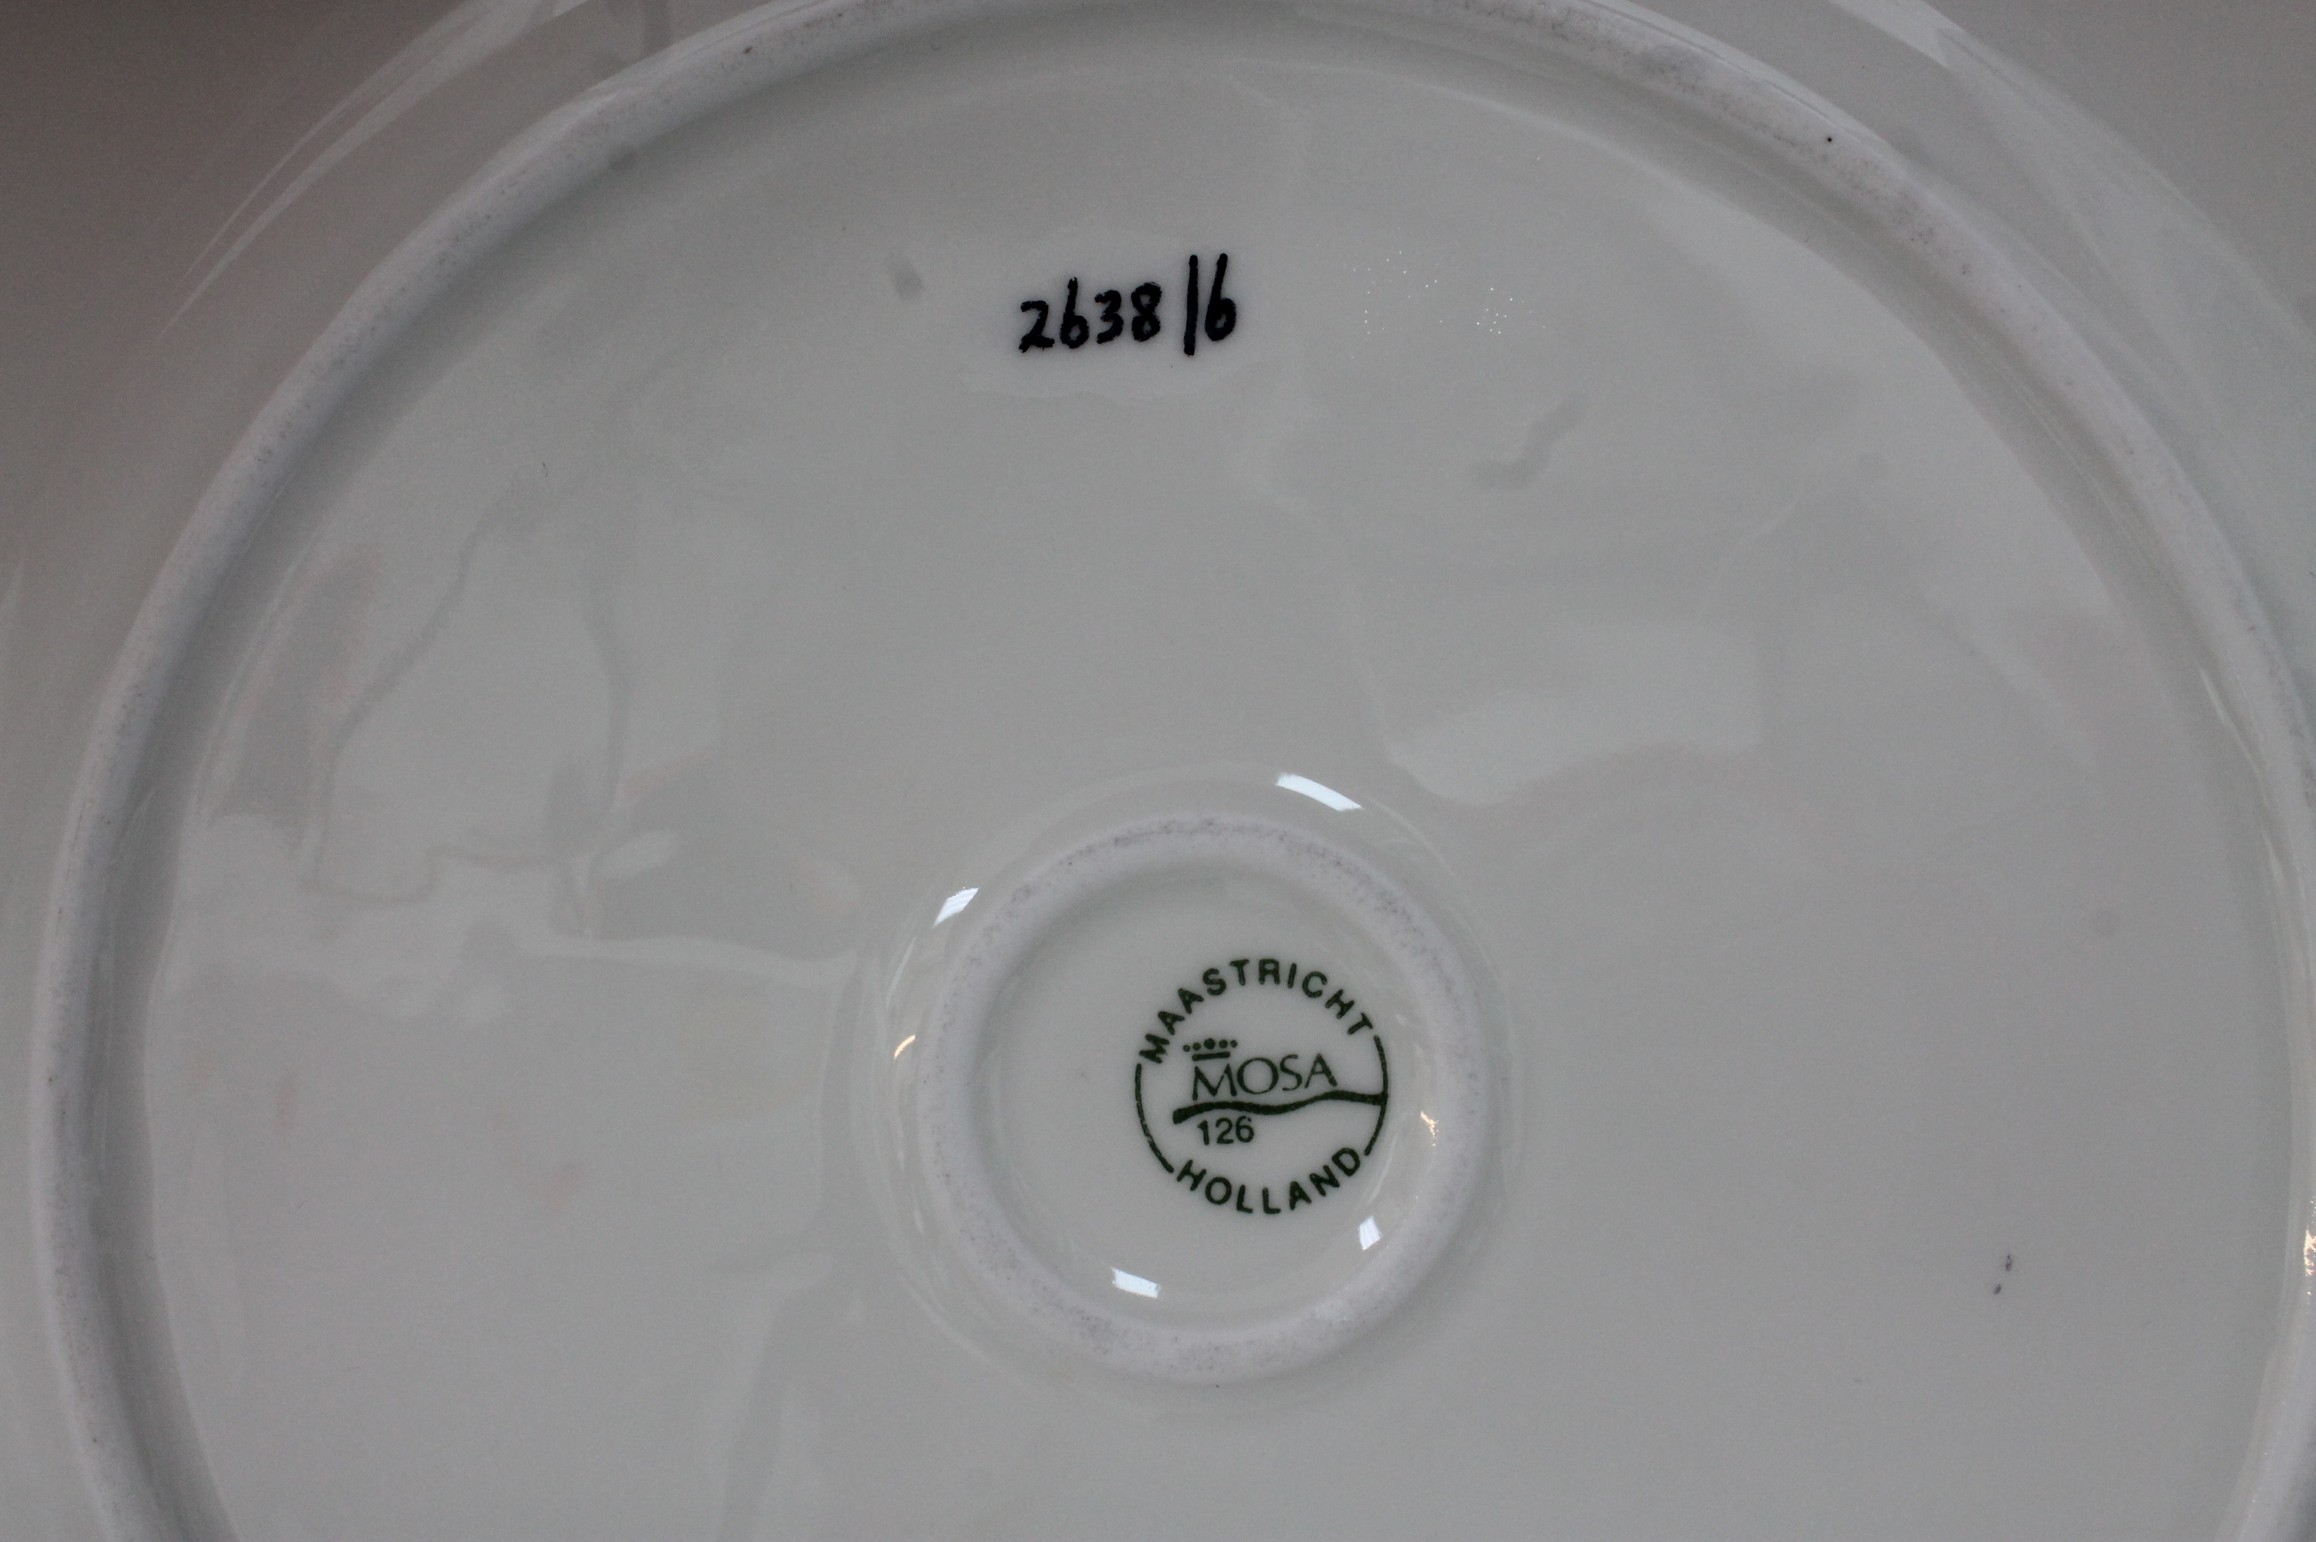 2638/6
MAASTRICHT
MOSA
126
HOLLAND